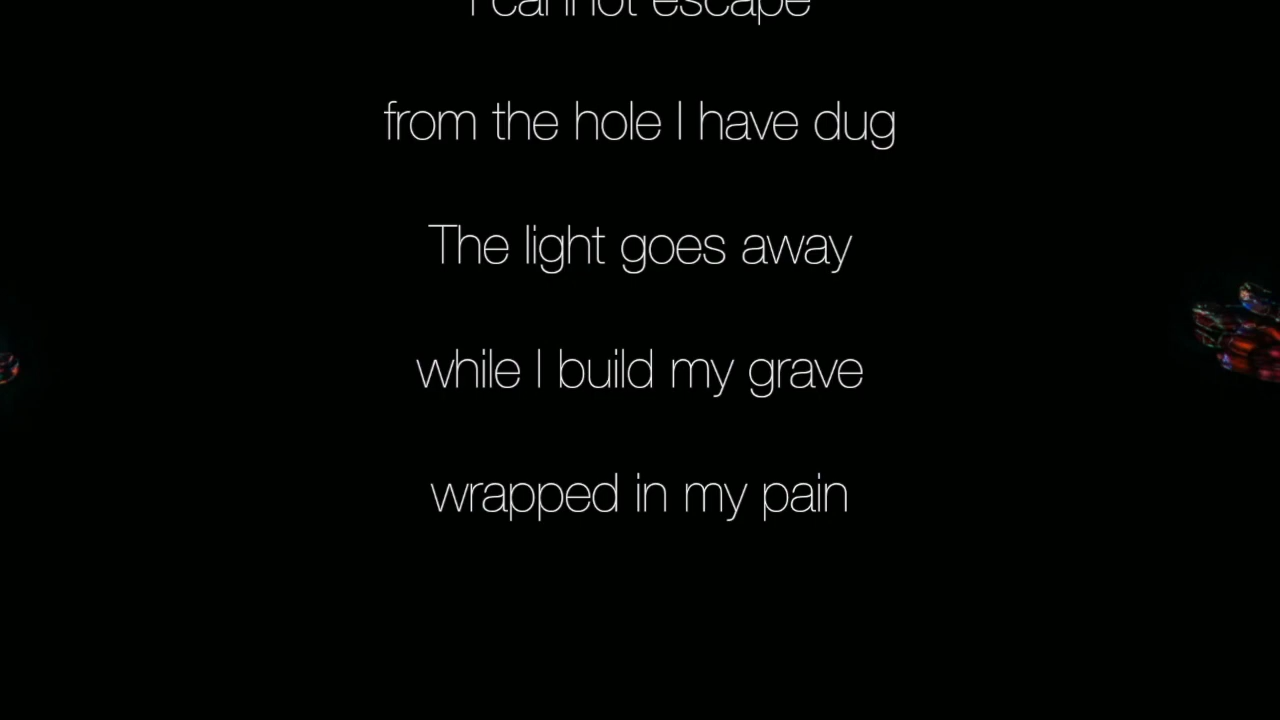 I cannot escape
from the hole I have dug
The light goes away
while I build my grave
wrapped in my pain